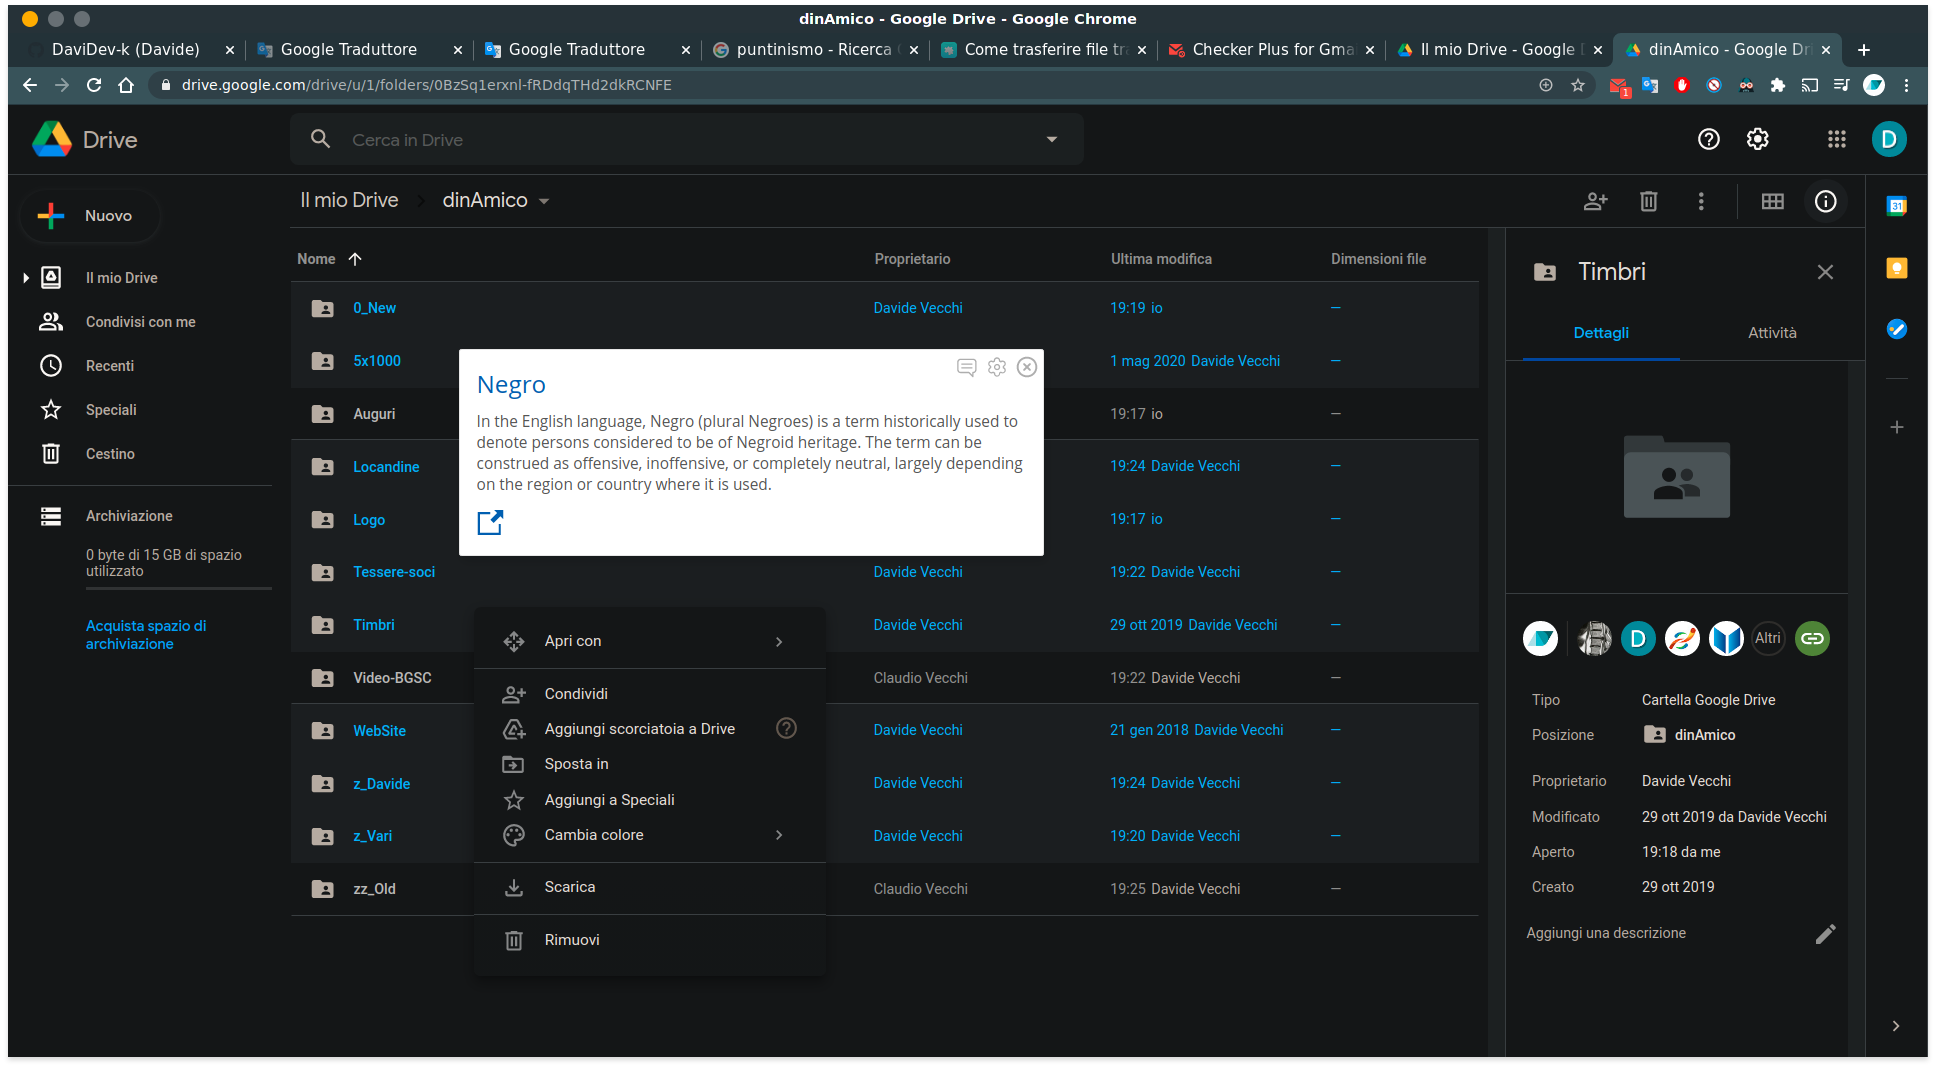 dinAmico - Google Drive - Google Chrome
DaviDev-k (Davide)
Google Traduttore
Google Traduttore
puntinismo - Ricerca
Come trasferire file tra
Checker Plus for Gma
Il mio Drive - Google
dinAmico - Google Dri
drive.google.com/drive/u/1/folders/0BzSq1erxnl-fRDdqTHd2dkRCNFE
1
Drive
Cerca in Drive
D
Nuovo
Il mio Drive
dinAmico
31
Il mio Drive
Condivisi con me
Recenti
Speciali
Cestino
Archiviazione
0 byte di 15 GB di spazio
utilizzato
Acquista spazio di
archiviazione
Nome Proprietario Ultima modifica Dimensioni file
0_New Davide Vecchi 19:19 io —
5x1000 1 mag 2020 Davide Vecchi —
Auguri 19:17 io —
Locandine 19:24 Davide Vecchi —
Logo 19:17 io —
Tessere-soci Davide Vecchi 19:22 Davide Vecchi —
Timbri Davide Vecchi 29 ott 2019 Davide Vecchi —
Video-BGSC Claudio Vecchi 19:22 Davide Vecchi —
WebSite Davide Vecchi 21 gen 2018 Davide Vecchi —
z_Davide Davide Vecchi 19:24 Davide Vecchi —
z_Vari Davide Vecchi 19:20 Davide Vecchi —
zz_Old Claudio Vecchi 19:25 Davide Vecchi —
Negro
In the English language, Negro (plural Negroes) is a term historically used to
denote persons considered to be of Negroid heritage. The term can be
construed as offensive, inoffensive, or completely neutral, largely depending
on the region or country where it is used.
Apri con
Condividi
Aggiungi scorciatoia a Drive
Sposta in
Aggiungi a Speciali
Cambia colore
Scarica
Rimuovi
Timbri
Dettagli
Attività
D
Altri
Tipo Cartella Google Drive
Posizione dinAmico
Proprietario Davide Vecchi
Modificato 29 ott 2019 da Davide Vecchi
Aperto 19:18 da me
Creato 29 ott 2019
Aggiungi una descrizione